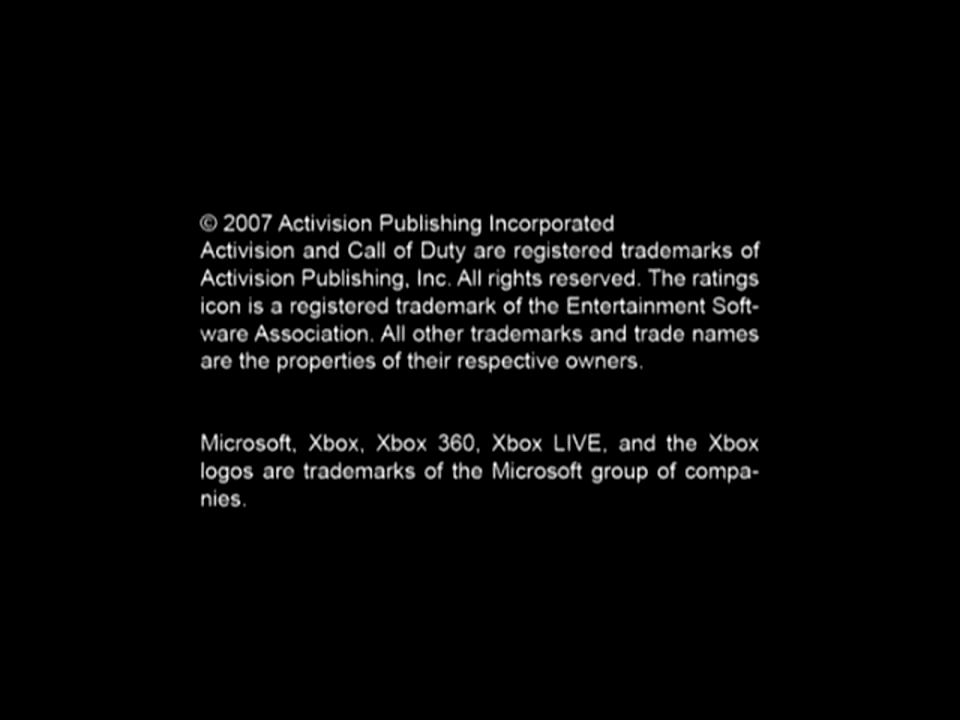 © 2007 Activision Publishing Incorporated
Activision and Call of Duty are registered trademarks of
Activision Publishing, Inc. All rights reserved. The ratings
icon is a registered trademark of the Entertainment Soft-
ware Association. All other trademarks and trade names
are the properties of their respective owners.
Microsoft, Xbox, Xbox 360, Xbox LIVE, and the Xbox
logos are trademarks of the Microsoft group of compa-
nies.